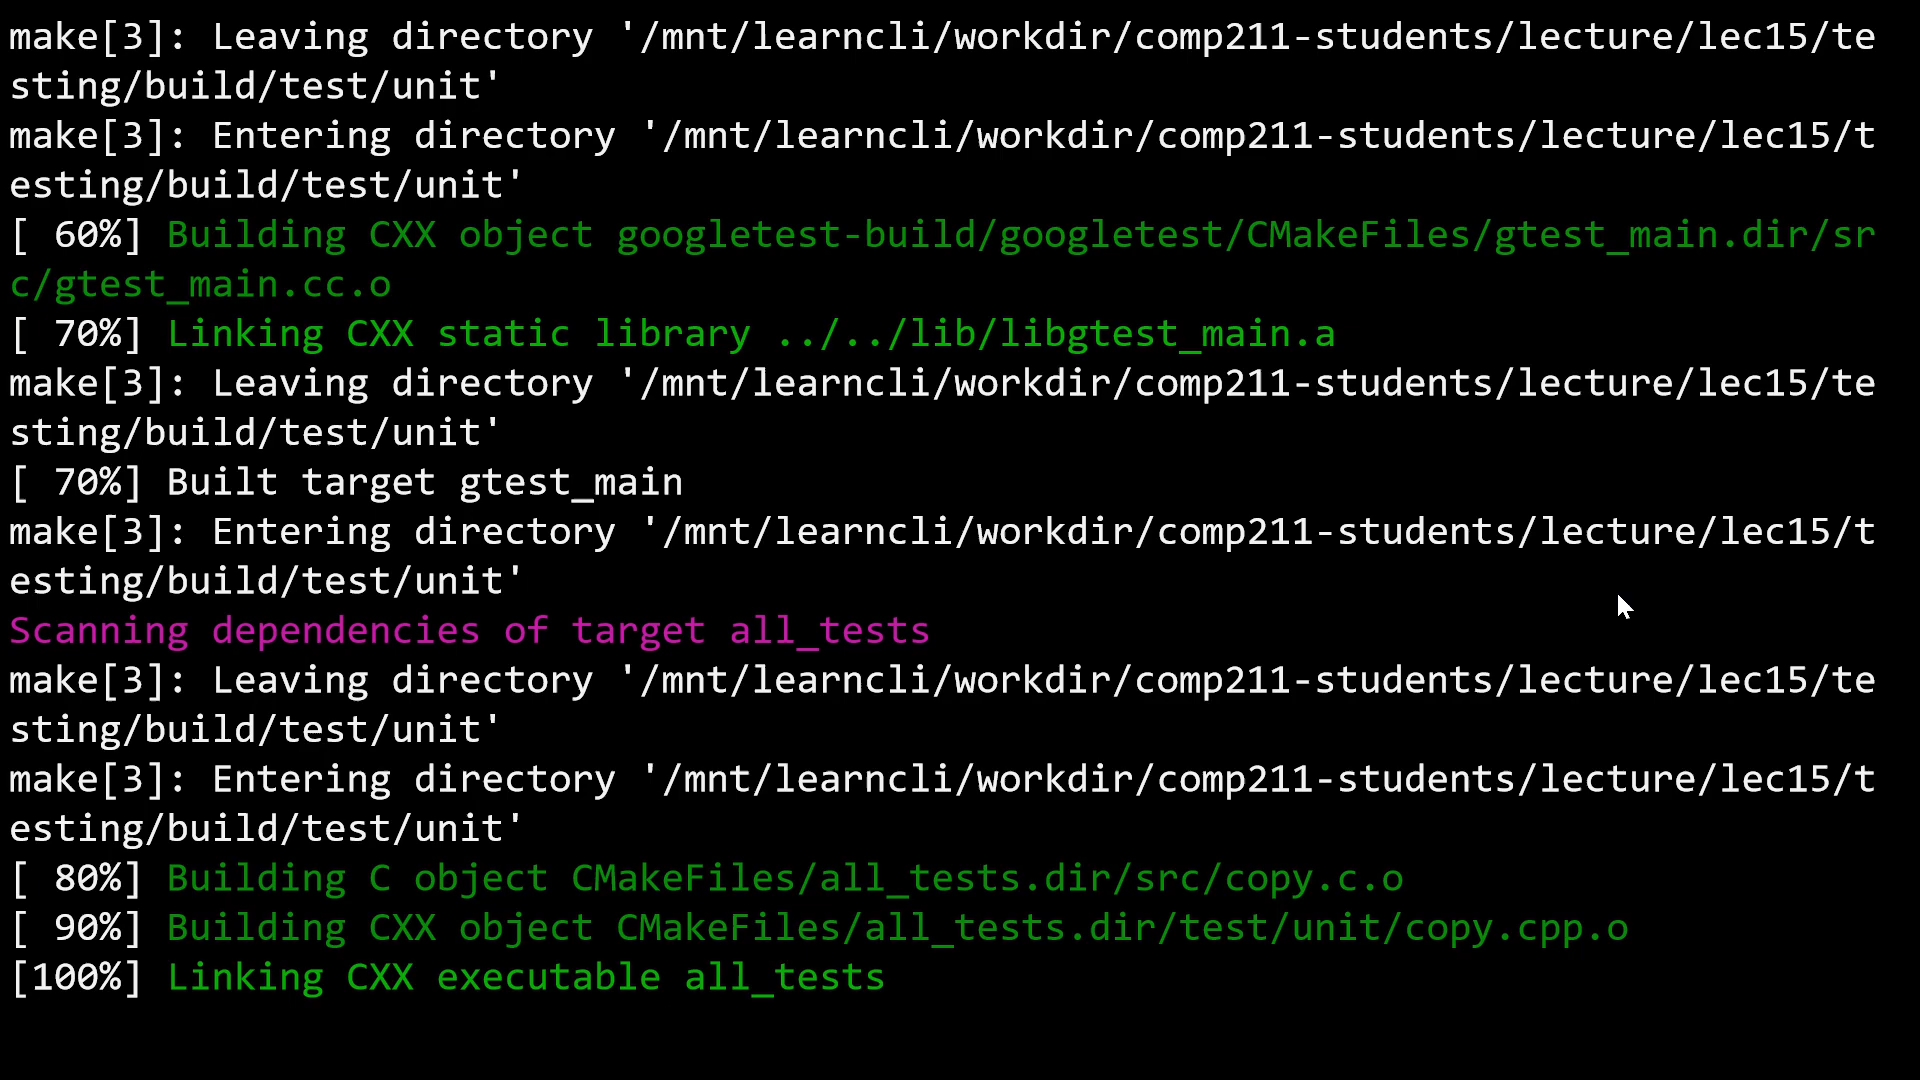 make[3]: Leaving directory '/mnt/learncli/workdir/comp211-students/lecture/lec15/te
sting/build/test/unit'
make[3]: Entering directory '/mnt/learncli/workdir/comp211-students/lecture/lec15/t
esting/build/test/unit'
[ 60%] Building CXX object googletest-build/googletest/CMakeFiles/gtest_main.dir/sr
c/gtest_main.cc.o
[ 70%] Linking CXX static library ../../lib/libgtest_main.a
make[3]: Leaving directory '/mnt/learncli/workdir/comp211-students/lecture/lec15/te
sting/build/test/unit'
[ 70%] Built target gtest_main
make[3]: Entering directory '/mnt/learncli/workdir/comp211-students/lecture/lec15/t
esting/build/test/unit'
Scanning dependencies of target all_tests
make[3]: Leaving directory '/mnt/learncli/workdir/comp211-students/lecture/lec15/te
sting/build/test/unit'
make[3]: Entering directory '/mnt/learncli/workdir/comp211-students/lecture/lec15/t
esting/build/test/unit'
[ 80%] Building C object CMakeFiles/all_tests.dir/src/copy.c.o
[ 90%] Building CXX object CMakeFiles/all_tests.dir/test/unit/copy.cpp.o
[100%] Linking CXX executable all_tests